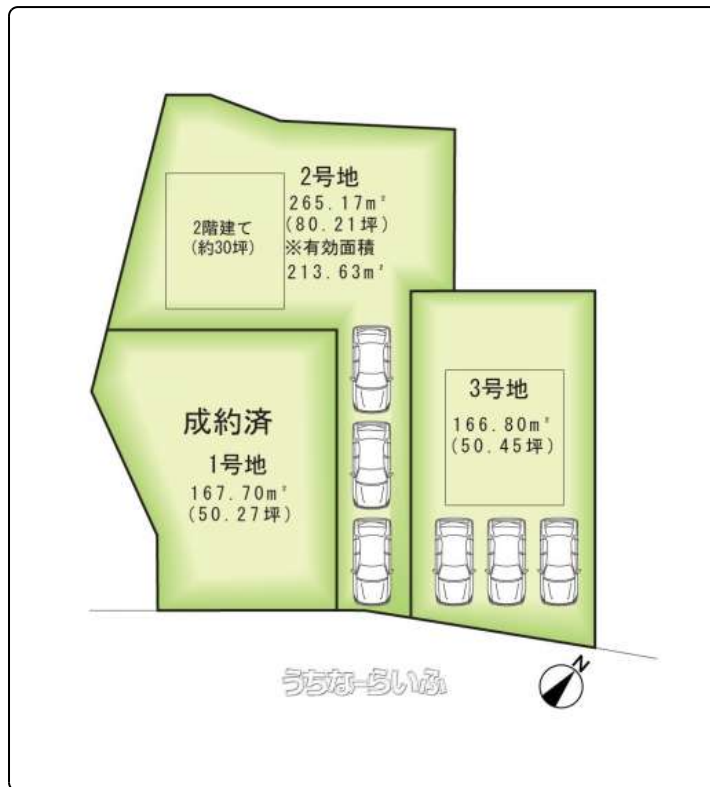 2号地
265.17m²
(80.21坪)
※有効面積
213.63m²
2階建て
(約30坪)
成約済
1号地
167.70m²
(50.27坪)
3号地
166.80m²
(50.45坪)
うちなーらいふ
N